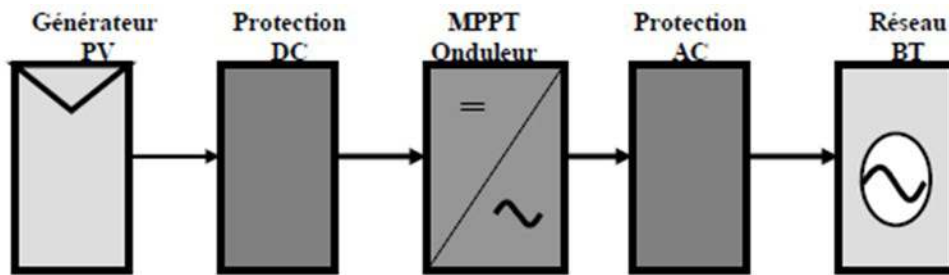 Générateur
PV
Protection
DC
MPPT
Onduleur
Protection
AC
Réseau
BT